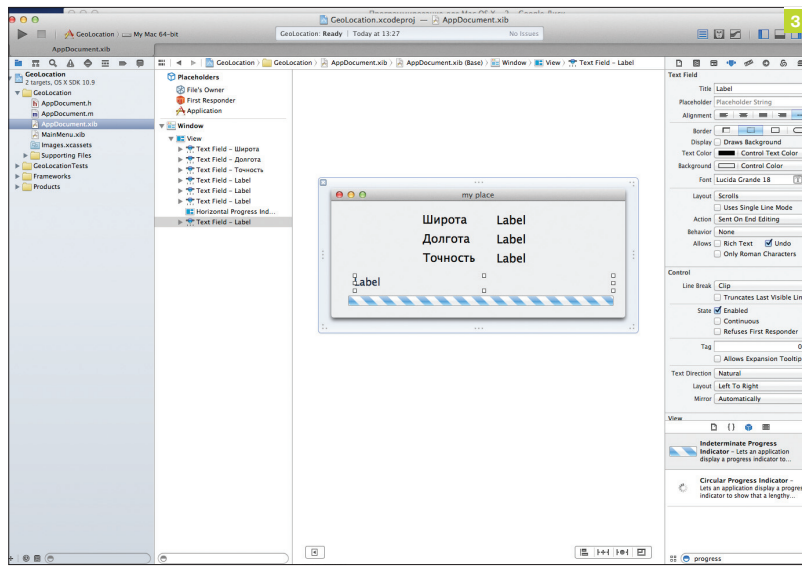 GeoLocation.xcodeproj — AppDocument.xib
3
GeoLocation
My Mac 64-bit
GeoLocation: Ready | Today at 13:27
No Issues
AppDocument.xib
GeoLocation
GeoLocation
AppDocument.xib
AppDocument.xib (Base)
Window
View
Text Field – Label
GeoLocation
2 targets, OS X SDK 10.9
GeoLocation
AppDocument.h
AppDocument.m
AppDocument.xib
MainMenu.xib
Images.xcassets
Supporting Files
GeoLocationTests
Frameworks
Products
Placeholders
File's Owner
First Responder
Application
Window
View
Text Field – Широта
Text Field – Долгота
Text Field – Точность
Text Field – Label
Text Field – Label
Text Field – Label
Horizontal Progress Ind...
Text Field – Label
my place
Широта Label
Долгота Label
Точность Label
Label
Text Field
Title Label
Placeholder Placeholder String
Alignment
Border
Display Draws Background
Text Color Control Text Color
Background Control Color
Font Lucida Grande 18
Layout Scrolls
Uses Single Line Mode
Action Sent On End Editing
Behavior None
Allows Rich Text Undo
Only Roman Characters
Control
Line Break Clip
Truncates Last Visible Lin
State Enabled
Continuous
Refuses First Responder
Tag 0
Allows Expansion Tooltip
Text Direction Natural
Layout Left To Right
Mirror Automatically
View
Indeterminate Progress
Indicator – Lets an application
display a progress indicator to...
Circular Progress Indicator –
Lets an application display a progres
indicator to show that a lengthy...
progress